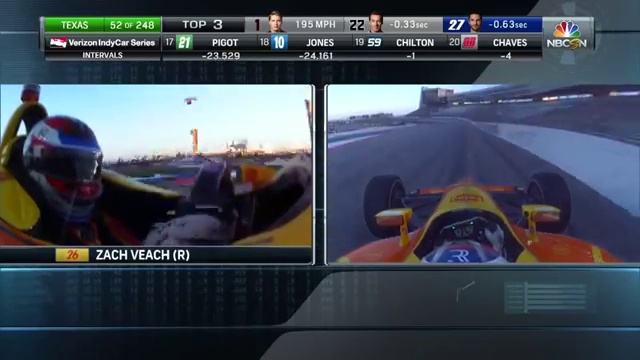 TEXAS 52 OF 248 TOP 3 1 195 MPH 22 -0.33sec 27 -0.63sec
Verizon IndyCar Series 17 21 PIGOT 18 10 JONES 19 59 CHILTON 20 88 CHAVES NBCSN
INTERVALS -23.529 -24.161 -1 -4
26 ZACH VEACH (R)